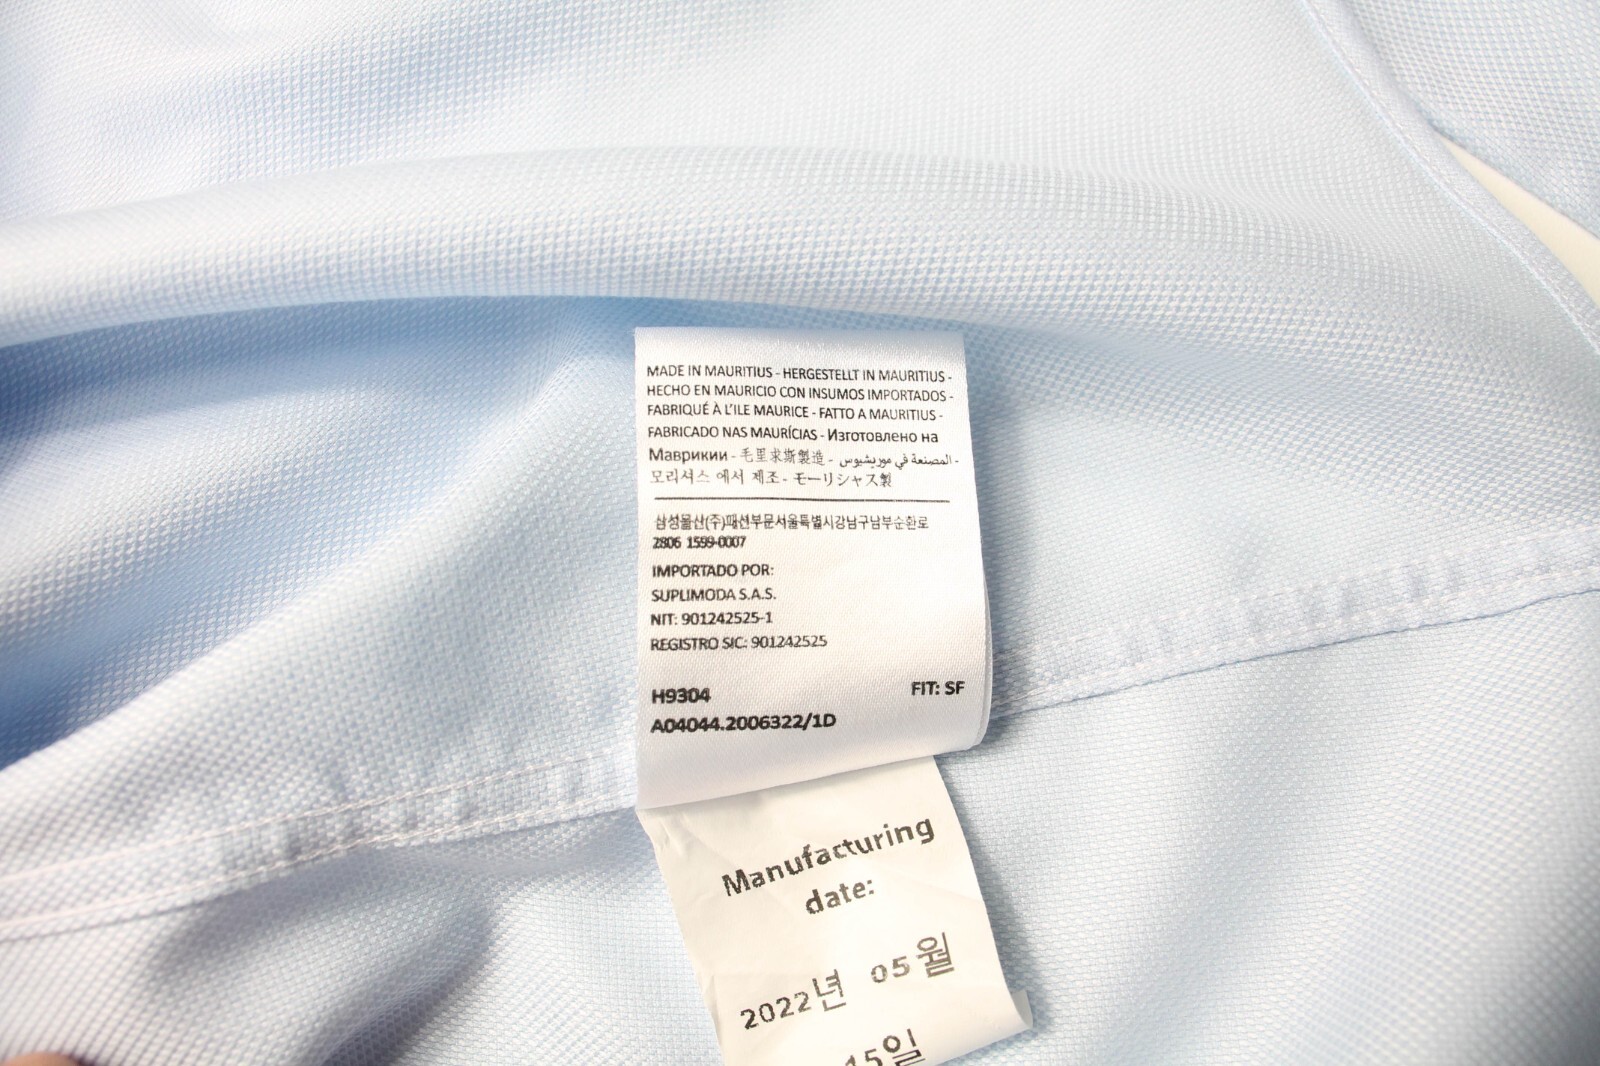 MADE IN MAURITIUS - HERGESTELLT IN MAURITIUS -
HECHO EN MAURICIO CON INSUMOS IMPORTADOS -
FABRIQUÉ À L'ILE MAURICE - FATTO A MAURITIUS -
FABRICADO NAS MAURÍCIAS - Изготовлено на
Маврикии - 毛里求斯製造 - المصنعة في موريشيوس -
모리셔스 에서 제조 - モーリシャス製
삼성물산(주)패션부문서울특별시강남구남부순환로
2806 1599-0007
IMPORTADO POR:
SUPLIMODA S.A.S.
NIT: 901242525-1
REGISTRO SIC: 901242525
H9304 FIT: SF
A04044.2006322/1D
Manufacturing
date:
2022년 05월
15일